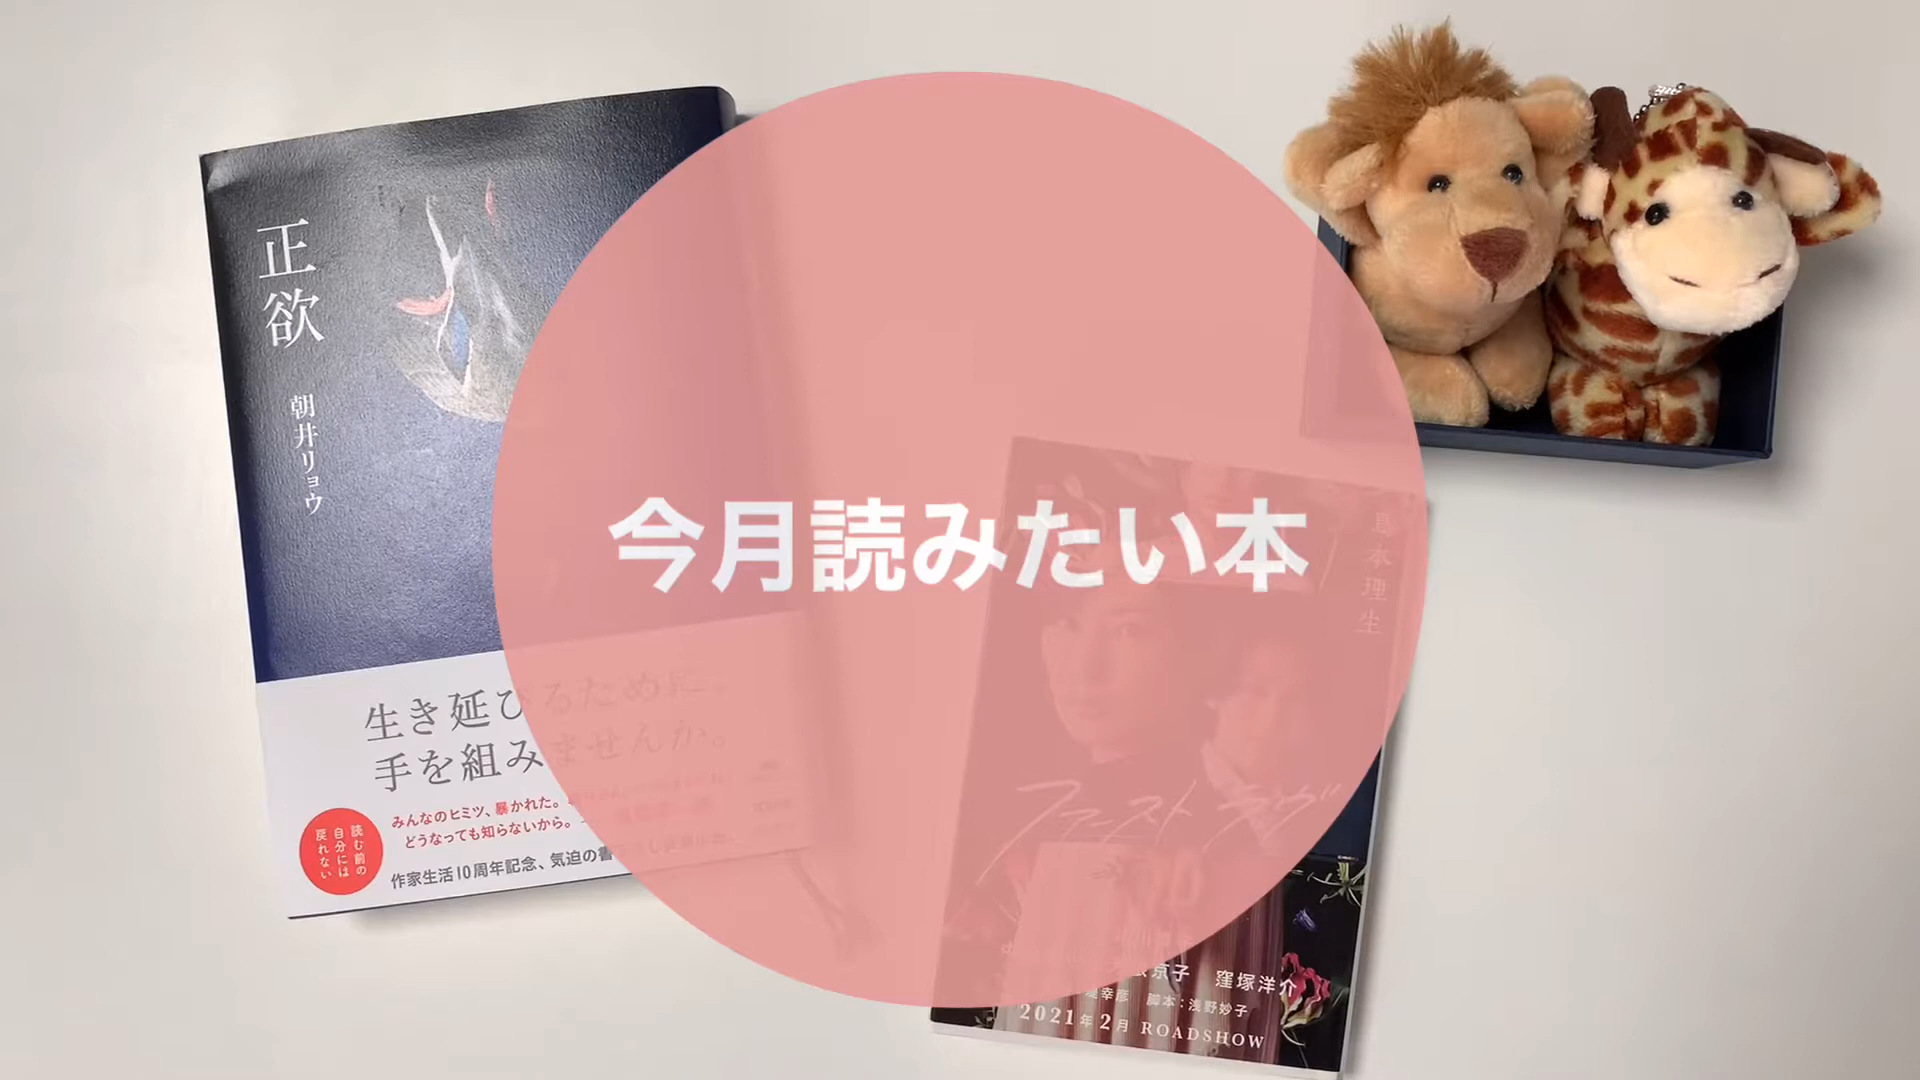 正欲
朝井リョウ
生き延びるために。
手を組みませんか。
みんなのヒミツ、暴かれた。
どうなっても知らないから。
読む前の
自分には
戻れない
作家生活10周年記念、気迫の書
今月読みたい本
島本理生
ファーストラヴ
京子 窪塚洋介
幸彦 脚本:浅野妙子
2021年2月 ROADSHOW